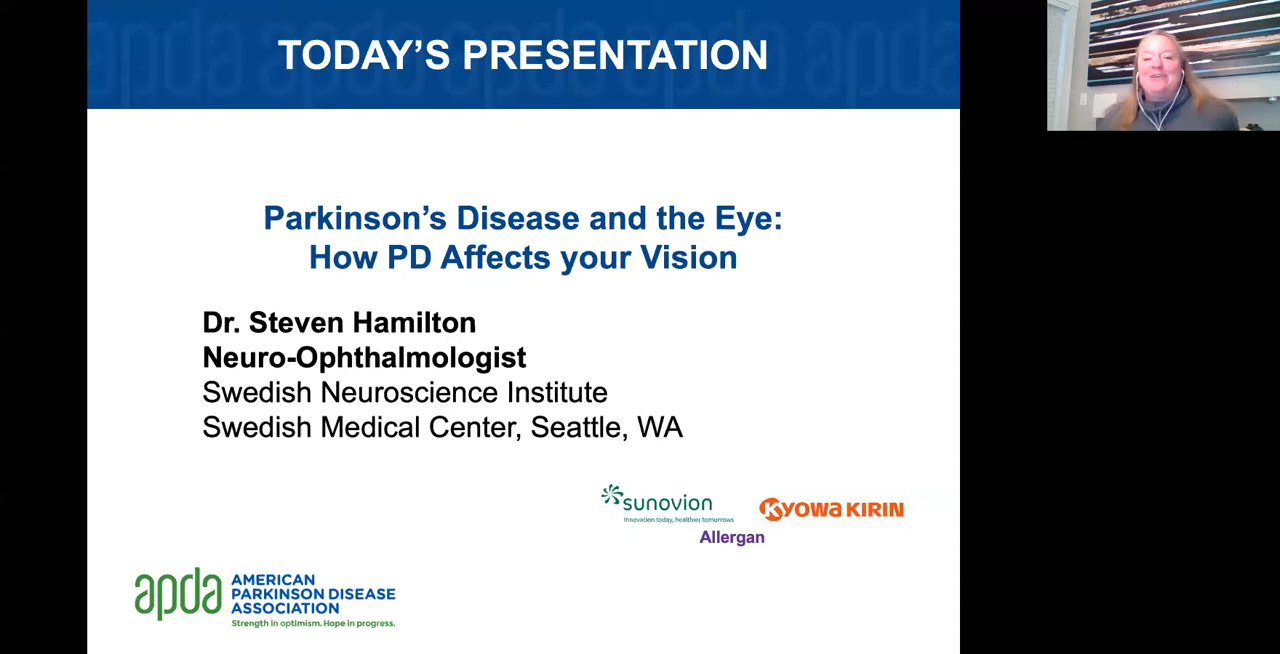 TODAY'S PRESENTATION
Parkinson's Disease and the Eye:
How PD Affects your Vision
Dr. Steven Hamilton
Neuro-Ophthalmologist
Swedish Neuroscience Institute
Swedish Medical Center, Seattle, WA
sunovion
Innovation today, healthier tomorrows
KYOWA KIRIN
Allergan
apda
AMERICAN
PARKINSON DISEASE
ASSOCIATION
Strength in optimism. Hope in progress.